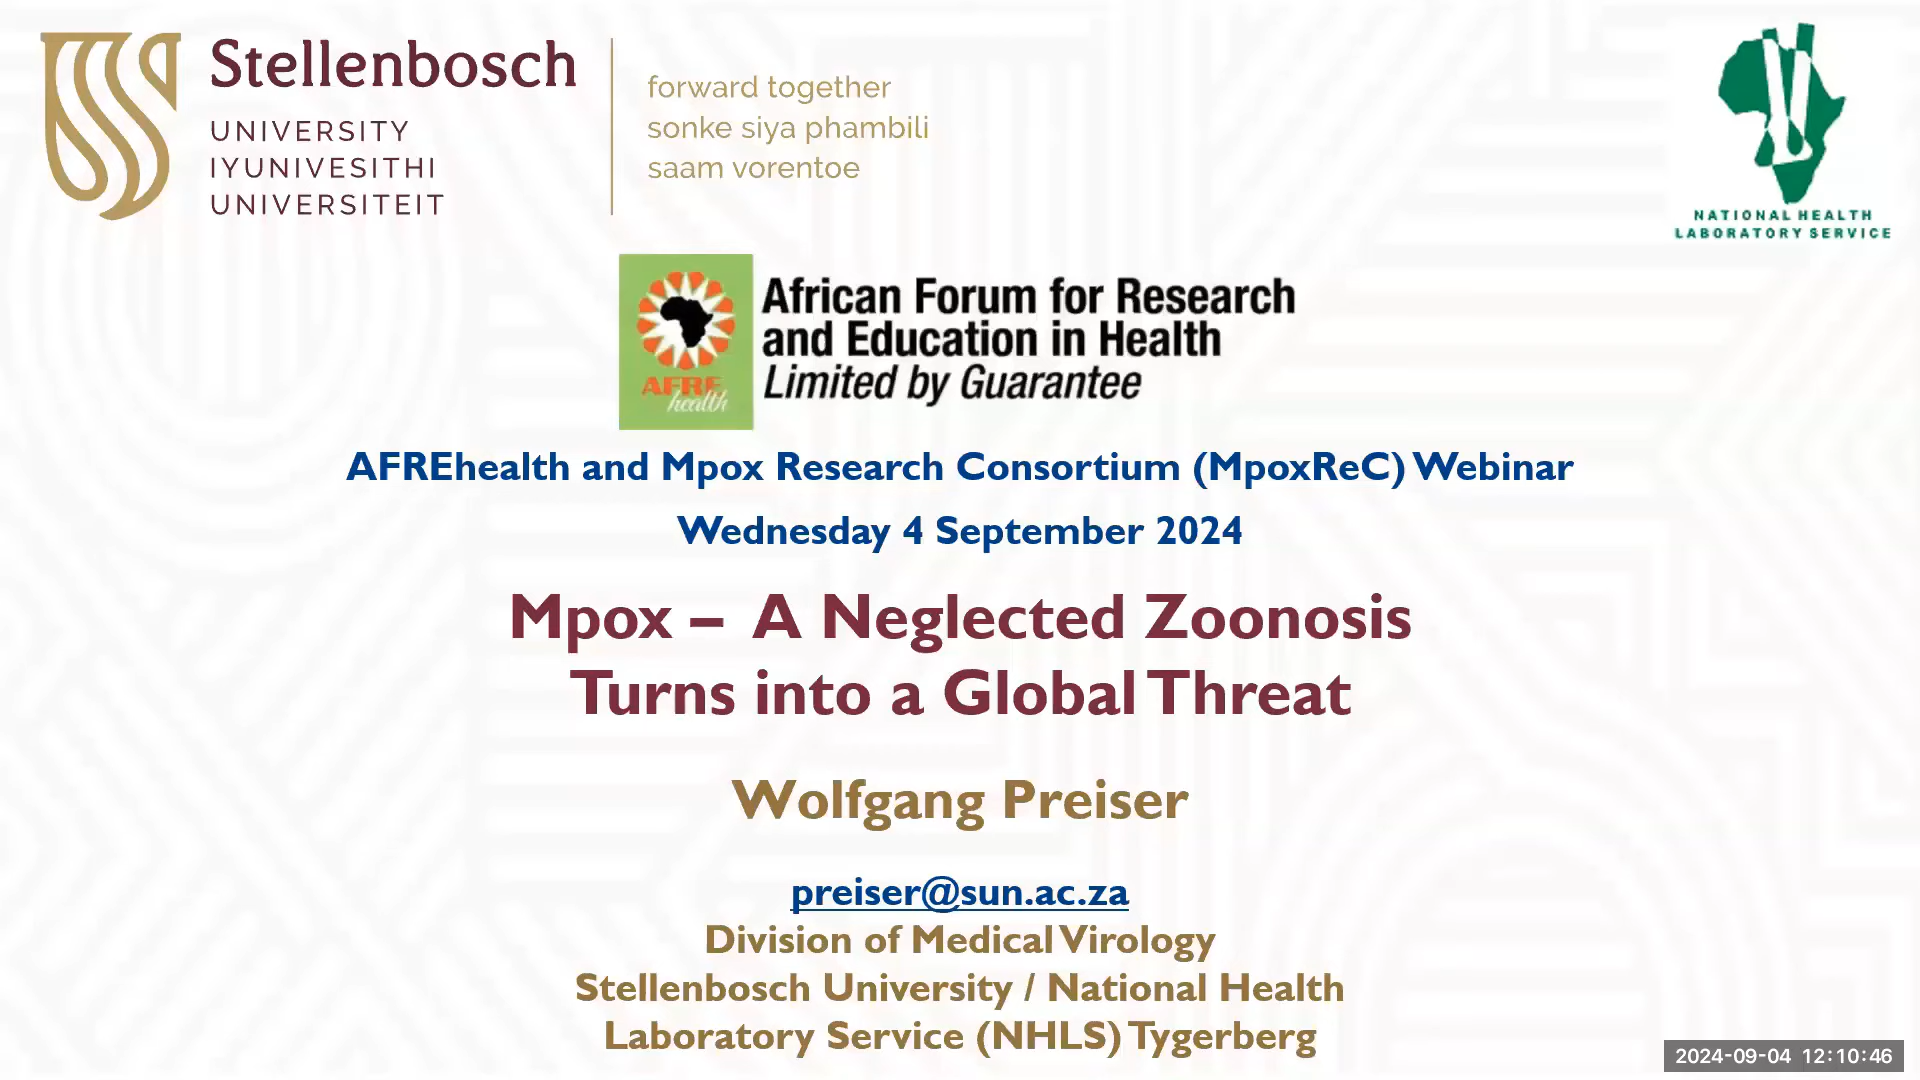 Stellenbosch
UNIVERSITY
IYUNIVESITHI
UNIVERSITEIT
forward together
sonke siya phambili
saam vorentoe
NATIONAL HEALTH
LABORATORY SERVICE
AFRE
health
African Forum for Research
and Education in Health
Limited by Guarantee
AFREhealth and Mpox Research Consortium (MpoxReC) Webinar
Wednesday 4 September 2024
Mpox – A Neglected Zoonosis
Turns into a Global Threat
Wolfgang Preiser
preiser@sun.ac.za
Division of Medical Virology
Stellenbosch University / National Health
Laboratory Service (NHLS) Tygerberg
2024-09-04 12:10:46